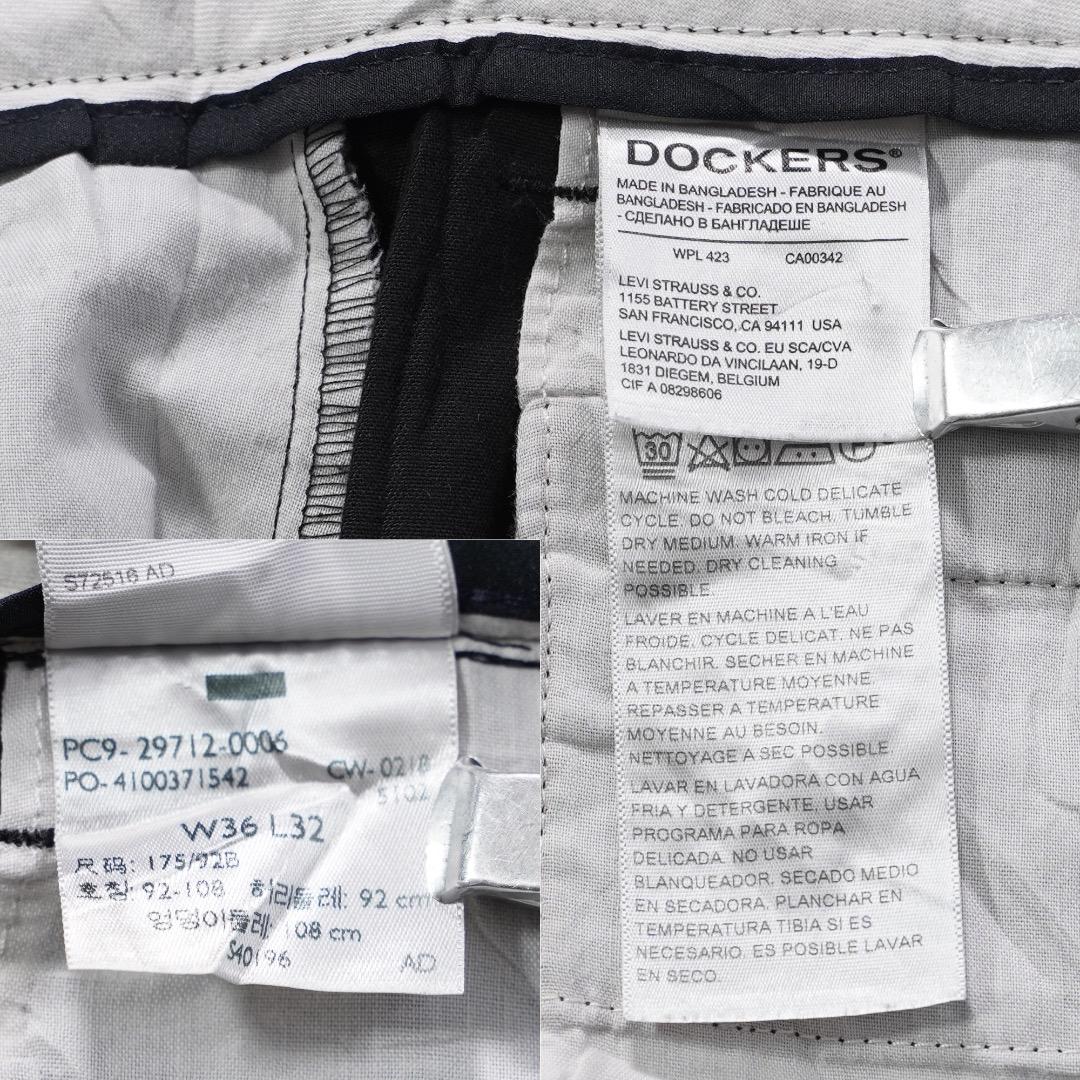 DOCKERS®
MADE IN BANGLADESH - FABRIQUE AU
BANGLADESH - FABRICADO EN BANGLADESH
- СДЕЛАНО В БАНГЛАДЕШЕ
WPL 423 CA00342
LEVI STRAUSS & CO.
1155 BATTERY STREET
SAN FRANCISCO, CA 94111 USA
LEVI STRAUSS & CO. EU SCA/CVA
LEONARDO DA VINCILAAN, 19-D
1831 DIEGEM, BELGIUM
CIF A 08298606
30
MACHINE WASH COLD DELICATE
CYCLE. DO NOT BLEACH. TUMBLE
DRY MEDIUM. WARM IRON IF
NEEDED. DRY CLEANING
POSSIBLE.
LAVER EN MACHINE A L'EAU
FROIDE, CYCLE DELICAT. NE PAS
BLANCHIR. SECHER EN MACHINE
A TEMPERATURE MOYENNE
REPASSER A TEMPERATURE
MOYENNE AU BESOIN.
NETTOYAGE A SEC POSSIBLE
LAVAR EN LAVADORA CON AGUA
FRIA Y DETERGENTE, USAR
PROGRAMA PARA ROPA
DELICADA. NO USAR
BLANQUEADOR. SECADO MEDIO
EN SECADORA. PLANCHAR EN
TEMPERATURA TIBIA SI ES
NECESARIO. ES POSIBLE LAVAR
EN SECO.
S72516 AD
PC9- 29712-0006
PO- 4100371542 CW- 0218
5102
W36 L32
尺码: 175/92B
호칭: 92-108 허리둘레: 92 cm
엉덩이둘레: 108 cm
S40196 AD